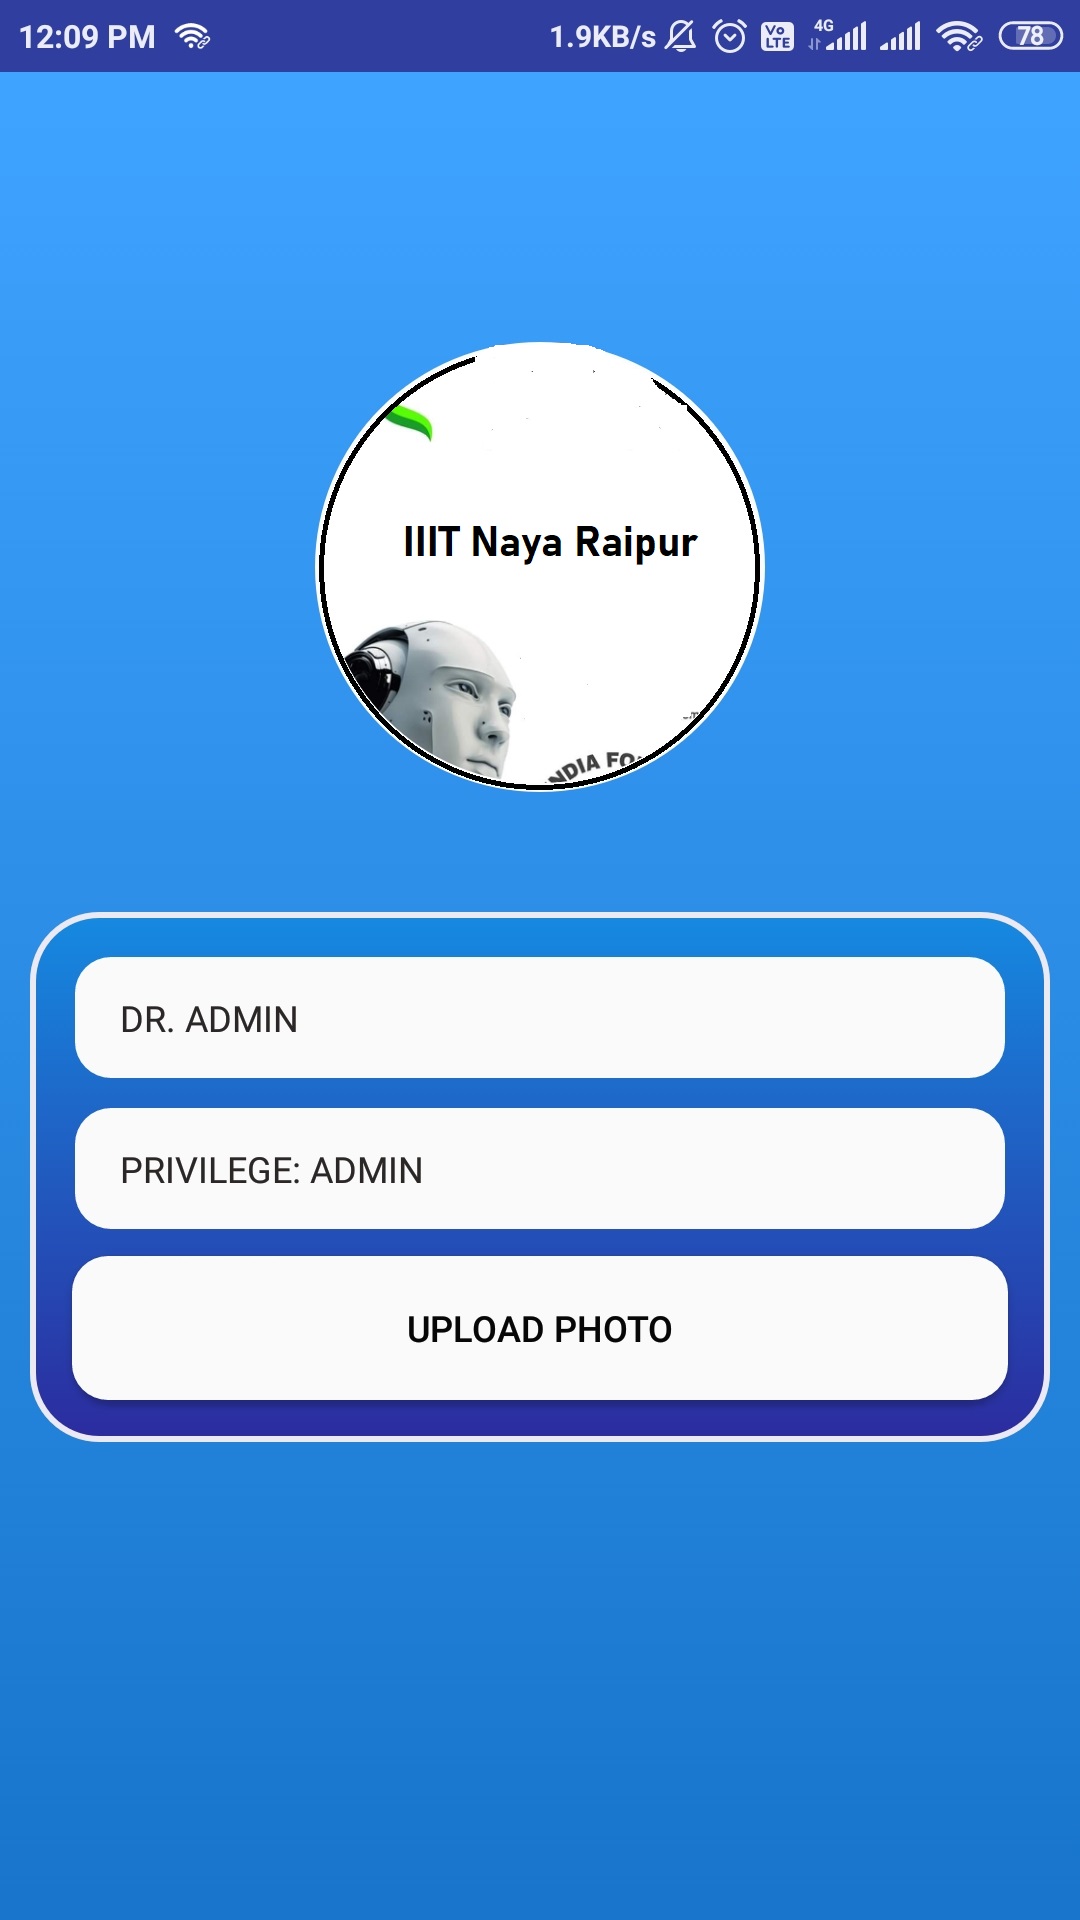 12:09 PM 1.9KB/s Vo LTE 4G 78
IIIT Naya Raipur
NDIA FO
DR. ADMIN
PRIVILEGE: ADMIN
UPLOAD PHOTO